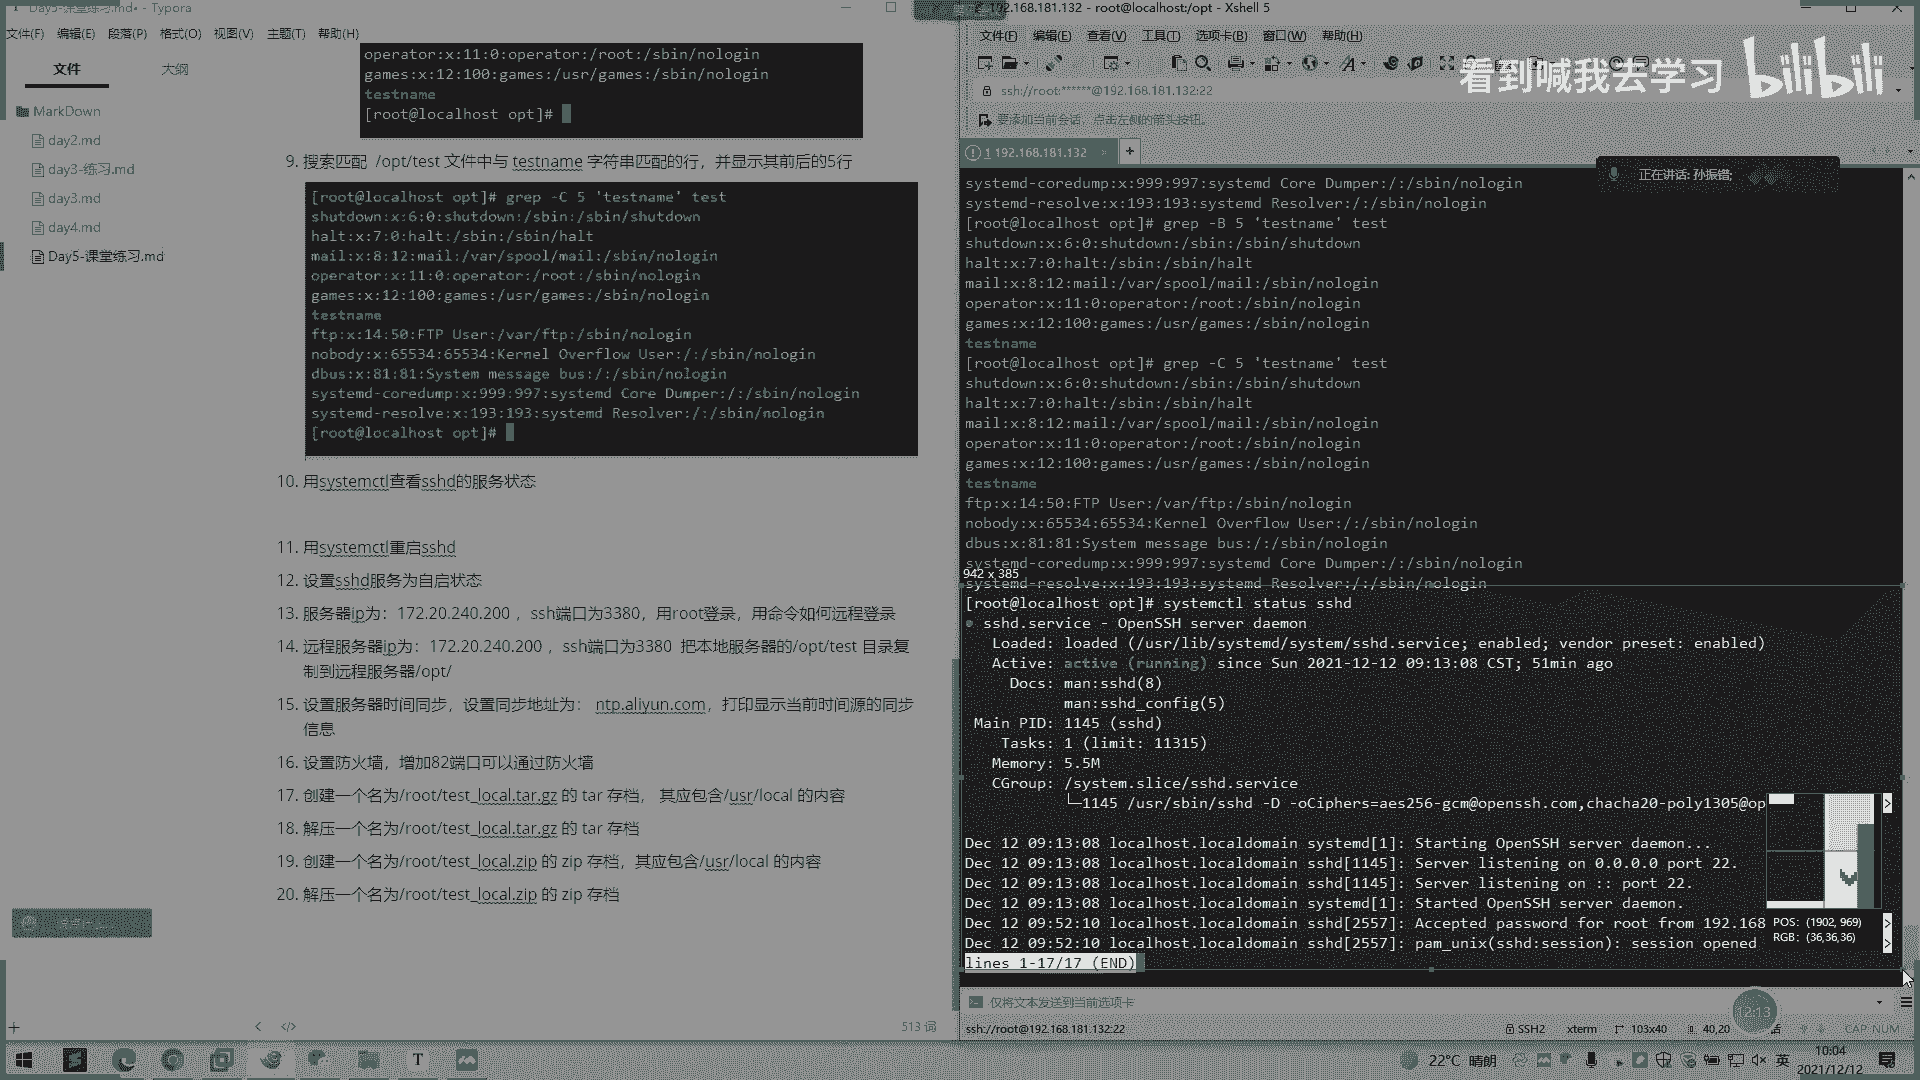 Day5-课堂练习.md• - Typora
文件(F) 编辑(E) 段落(P) 格式(O) 视图(V) 主题(T) 帮助(H)
文件 大纲
MarkDown
day2.md
day3-练习.md
day3.md
day4.md
Day5-课堂练习.md
operator:x:11:0:operator:/root:/sbin/nologin
games:x:12:100:games:/usr/games:/sbin/nologin
testname
[root@localhost opt]#
9. 搜索匹配 /opt/test 文件中与 testname 字符串匹配的行，并显示其前后的5行
[root@localhost opt]# grep -C 5 'testname' test
shutdown:x:6:0:shutdown:/sbin:/sbin/shutdown
halt:x:7:0:halt:/sbin:/sbin/halt
mail:x:8:12:mail:/var/spool/mail:/sbin/nologin
operator:x:11:0:operator:/root:/sbin/nologin
games:x:12:100:games:/usr/games:/sbin/nologin
testname
ftp:x:14:50:FTP User:/var/ftp:/sbin/nologin
nobody:x:65534:65534:Kernel Overflow User:/:/sbin/nologin
dbus:x:81:81:System message bus:/:/sbin/nologin
systemd-coredump:x:999:997:systemd Core Dumper:/:/sbin/nologin
systemd-resolve:x:193:193:systemd Resolver:/:/sbin/nologin
[root@localhost opt]#
10. 用systemctl查看sshd的服务状态
11. 用systemctl重启sshd
12. 设置sshd服务为自启状态
13. 服务器ip为：172.20.240.200 ，ssh端口为3380，用root登录，用命令如何远程登录
14. 远程服务器ip为：172.20.240.200 ，ssh端口为3380 把本地服务器的/opt/test 目录复
制到远程服务器/opt/
15. 设置服务器时间同步，设置同步地址为： ntp.aliyun.com，打印显示当前时间源的同步
信息
16. 设置防火墙，增加82端口可以通过防火墙
17. 创建一个名为/root/test_local.tar.gz 的 tar 存档， 其应包含/usr/local 的内容
18. 解压一个名为/root/test_local.tar.gz 的 tar 存档
19. 创建一个名为/root/test_local.zip 的 zip 存档，其应包含/usr/local 的内容
20. 解压一个名为/root/test_local.zip 的 zip 存档
513 词
192.168.181.132 - root@localhost:/opt - Xshell 5
文件(F) 编辑(E) 查看(V) 工具(T) 选项卡(B) 窗口(W) 帮助(H)
看到喊我去学习 bilibili
ssh://root:******@192.168.181.132:22
要添加当前会话，点击左侧的箭头按钮。
1 192.168.181.132
正在讲话: 孙振锴;
systemd-coredump:x:999:997:systemd Core Dumper:/:/sbin/nologin
systemd-resolve:x:193:193:systemd Resolver:/:/sbin/nologin
[root@localhost opt]# grep -B 5 'testname' test
shutdown:x:6:0:shutdown:/sbin:/sbin/shutdown
halt:x:7:0:halt:/sbin:/sbin/halt
mail:x:8:12:mail:/var/spool/mail:/sbin/nologin
operator:x:11:0:operator:/root:/sbin/nologin
games:x:12:100:games:/usr/games:/sbin/nologin
testname
[root@localhost opt]# grep -C 5 'testname' test
shutdown:x:6:0:shutdown:/sbin:/sbin/shutdown
halt:x:7:0:halt:/sbin:/sbin/halt
mail:x:8:12:mail:/var/spool/mail:/sbin/nologin
operator:x:11:0:operator:/root:/sbin/nologin
games:x:12:100:games:/usr/games:/sbin/nologin
testname
ftp:x:14:50:FTP User:/var/ftp:/sbin/nologin
nobody:x:65534:65534:Kernel Overflow User:/:/sbin/nologin
dbus:x:81:81:System message bus:/:/sbin/nologin
systemd-coredump:x:999:997:systemd Core Dumper:/:/sbin/nologin
942 x 385
systemd-resolve:x:193:193:systemd Resolver:/:/sbin/nologin
[root@localhost opt]# systemctl status sshd
● sshd.service - OpenSSH server daemon
Loaded: loaded (/usr/lib/systemd/system/sshd.service; enabled; vendor preset: enabled)
Active: active (running) since Sun 2021-12-12 09:13:08 CST; 51min ago
Docs: man:sshd(8)
man:sshd_config(5)
Main PID: 1145 (sshd)
Tasks: 1 (limit: 11315)
Memory: 5.5M
CGroup: /system.slice/sshd.service
└─1145 /usr/sbin/sshd -D -oCiphers=aes256-gcm@openssh.com,chacha20-poly1305@op
Dec 12 09:13:08 localhost.localdomain systemd[1]: Starting OpenSSH server daemon...
Dec 12 09:13:08 localhost.localdomain sshd[1145]: Server listening on 0.0.0.0 port 22.
Dec 12 09:13:08 localhost.localdomain sshd[1145]: Server listening on :: port 22.
Dec 12 09:13:08 localhost.localdomain systemd[1]: Started OpenSSH server daemon.
Dec 12 09:52:10 localhost.localdomain sshd[2557]: Accepted password for root from 192.168
Dec 12 09:52:10 localhost.localdomain sshd[2557]: pam_unix(sshd:session): session opened
lines 1-17/17 (END)
POS: (1902, 969)
RGB: (36,36,36)
仅将文本发送到当前选项卡
12:13
ssh://root@192.168.181.132:22 SSH2 xterm 103x40 40,20 CAP NUM
22°C 晴朗 英 10:04
2021/12/12